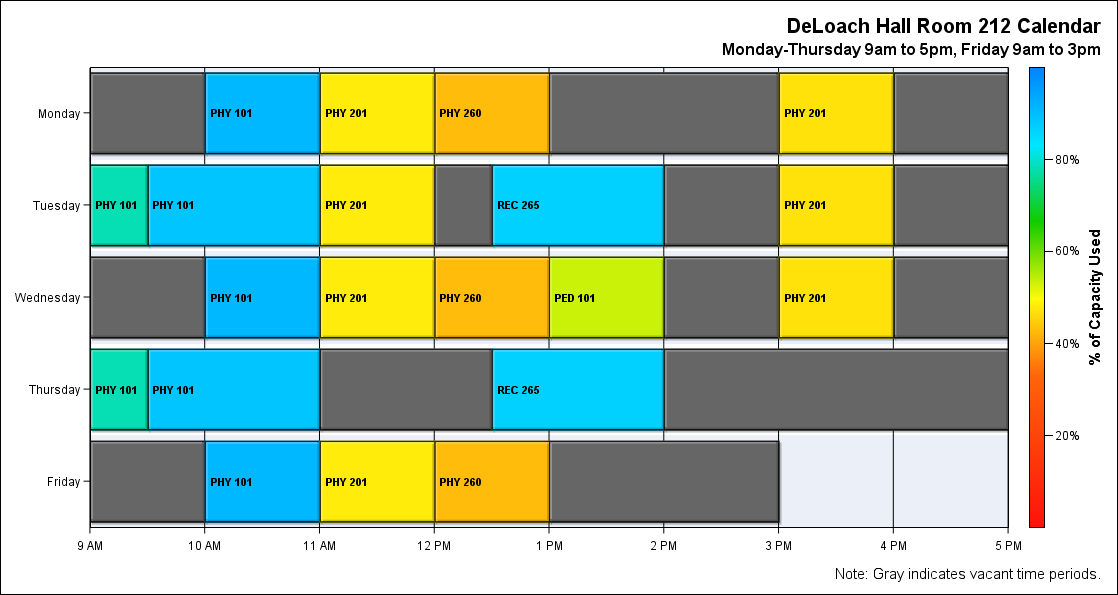 DeLoach Hall Room 212 Calendar
Monday-Thursday 9am to 5pm, Friday 9am to 3pm
Monday
PHY 101
PHY 201
PHY 260
PHY 201
Tuesday
PHY 101
PHY 101
PHY 201
REC 265
PHY 201
Wednesday
PHY 101
PHY 201
PHY 260
PED 101
PHY 201
Thursday
PHY 101
PHY 101
REC 265
Friday
PHY 101
PHY 201
PHY 260
9 AM
10 AM
11 AM
12 PM
1 PM
2 PM
3 PM
4 PM
5 PM
80%
60%
40%
20%
% of Capacity Used
Note: Gray indicates vacant time periods.